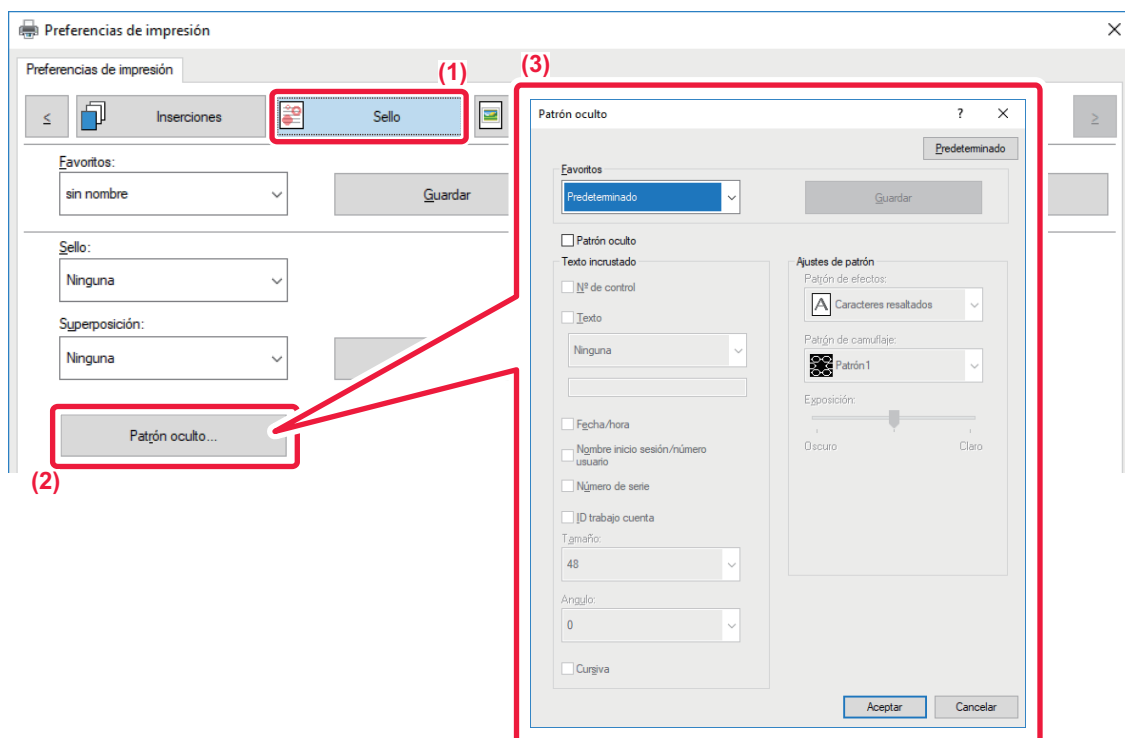 Preferencias de impresión
Preferencias de impresión
(1)
(3)
<
Inserciones
Sello
>
Favoritos:
sin nombre
Guardar
Sello:
Ninguna
Superposición:
Ninguna
Patrón oculto...
(2)
Patrón oculto
?
Predeterminado
Favoritos
Predeterminado
Guardar
Patrón oculto
Texto incrustado
Nº de control
Texto
Ninguna
Fecha/hora
Nombre inicio sesión/número
usuario
Número de serie
ID trabajo cuenta
Tamaño:
48
Angulo:
0
Cursiva
Ajustes de patrón
Patrón de efectos:
A Caracteres resaltados
Patrón de camuflaje:
Patrón1
Exposición:
Oscuro Claro
Aceptar Cancelar